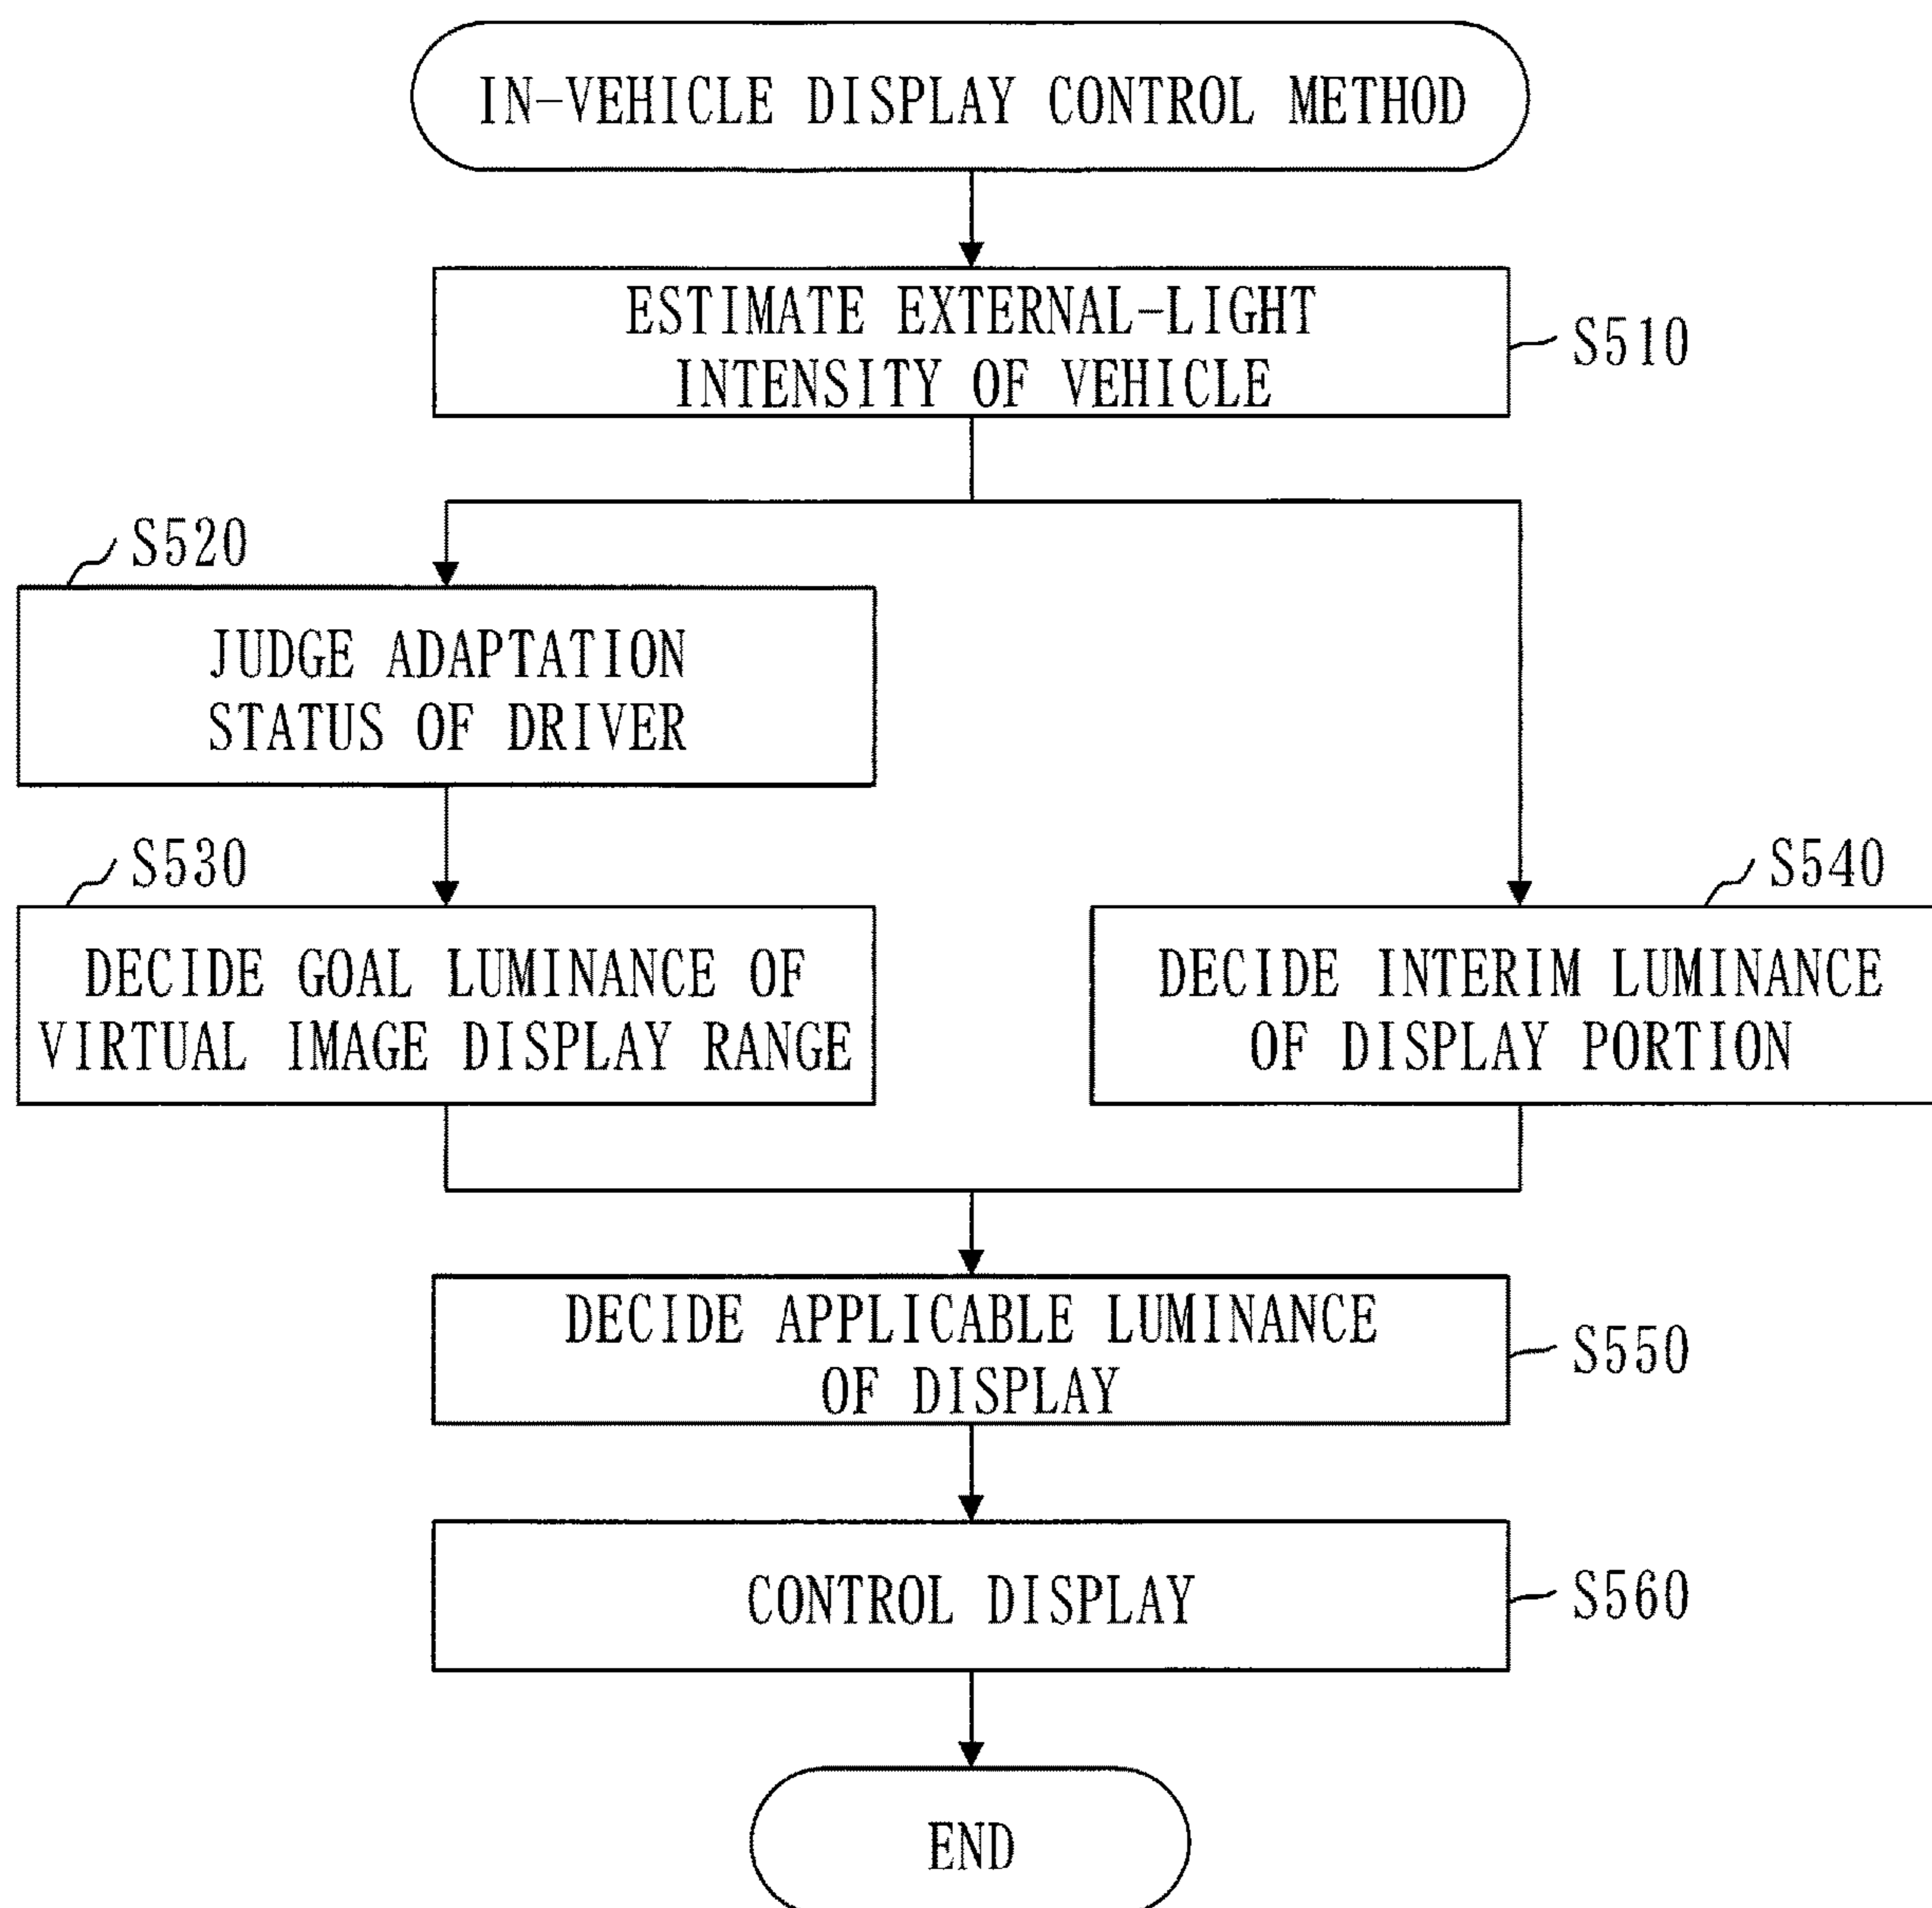 IN-VEHICLE DISPLAY CONTROL METHOD
ESTIMATE EXTERNAL-LIGHT
INTENSITY OF VEHICLE
S510
S520
JUDGE ADAPTATION
STATUS OF DRIVER
S530
DECIDE GOAL LUMINANCE OF
VIRTUAL IMAGE DISPLAY RANGE
S540
DECIDE INTERIM LUMINANCE
OF DISPLAY PORTION
DECIDE APPLICABLE LUMINANCE
OF DISPLAY
S550
CONTROL DISPLAY
S560
END